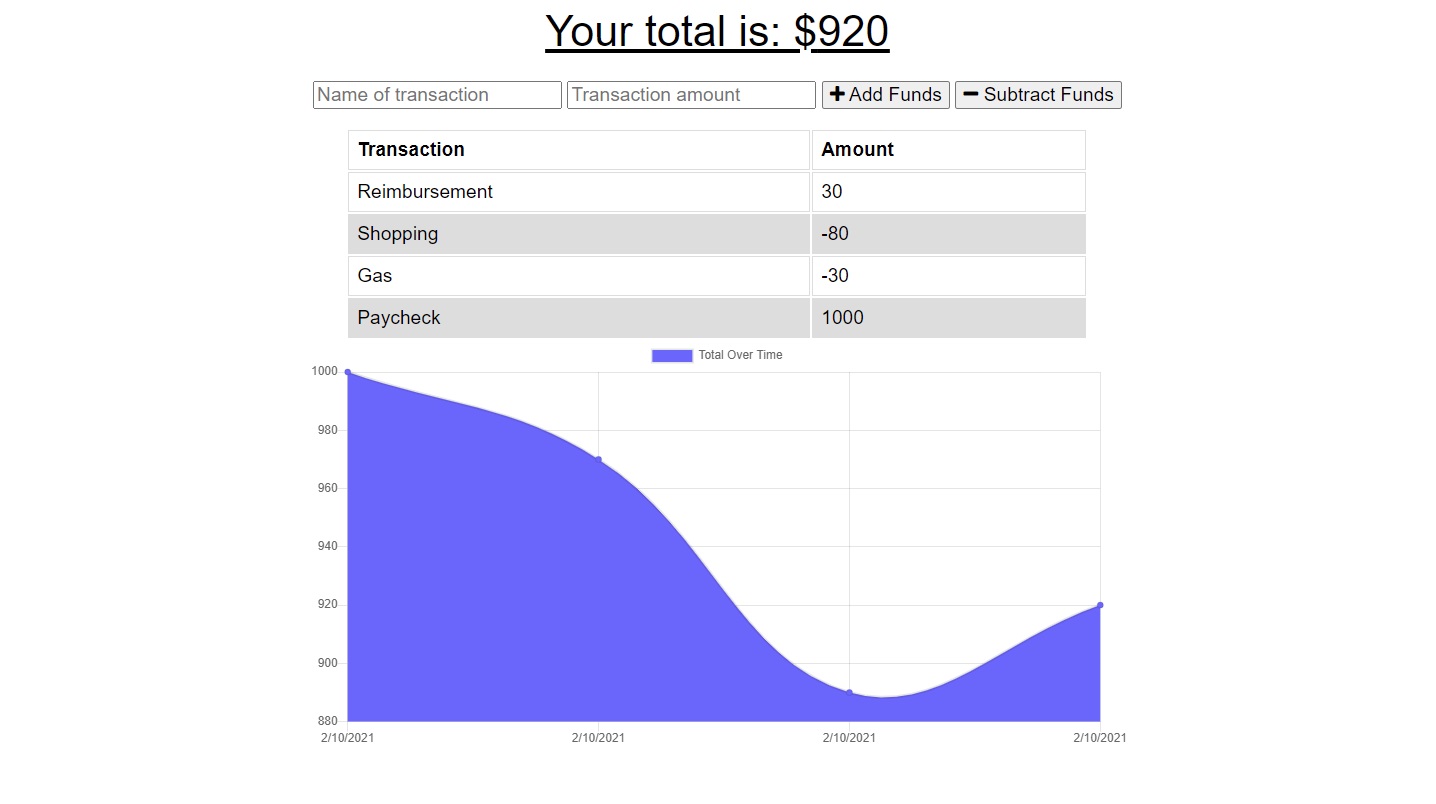 Your total is: $920
Name of transaction Transaction amount + Add Funds − Subtract Funds
Transaction Amount
Reimbursement 30
Shopping -80
Gas -30
Paycheck 1000
Total Over Time
1000
980
960
940
920
900
880
2/10/2021 2/10/2021 2/10/2021 2/10/2021